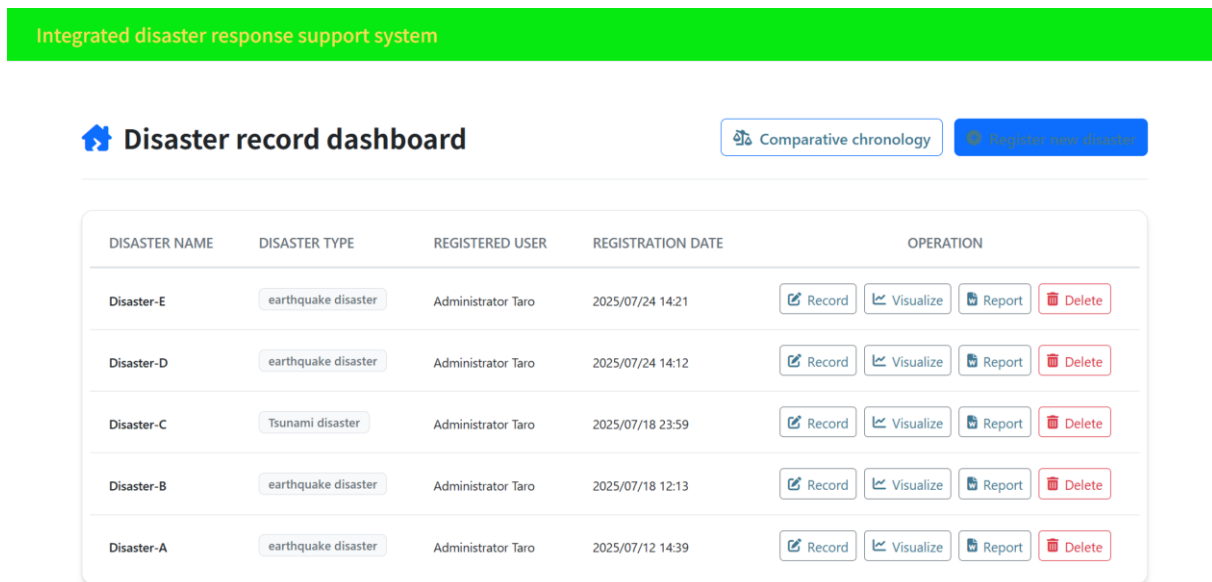 Integrated disaster response support system
Disaster record dashboard
Comparative chronology
Register new disaster
DISASTER NAME DISASTER TYPE REGISTERED USER REGISTRATION DATE OPERATION
Disaster-E earthquake disaster Administrator Taro 2025/07/24 14:21 Record Visualize Report Delete
Disaster-D earthquake disaster Administrator Taro 2025/07/24 14:12 Record Visualize Report Delete
Disaster-C Tsunami disaster Administrator Taro 2025/07/18 23:59 Record Visualize Report Delete
Disaster-B earthquake disaster Administrator Taro 2025/07/18 12:13 Record Visualize Report Delete
Disaster-A earthquake disaster Administrator Taro 2025/07/12 14:39 Record Visualize Report Delete